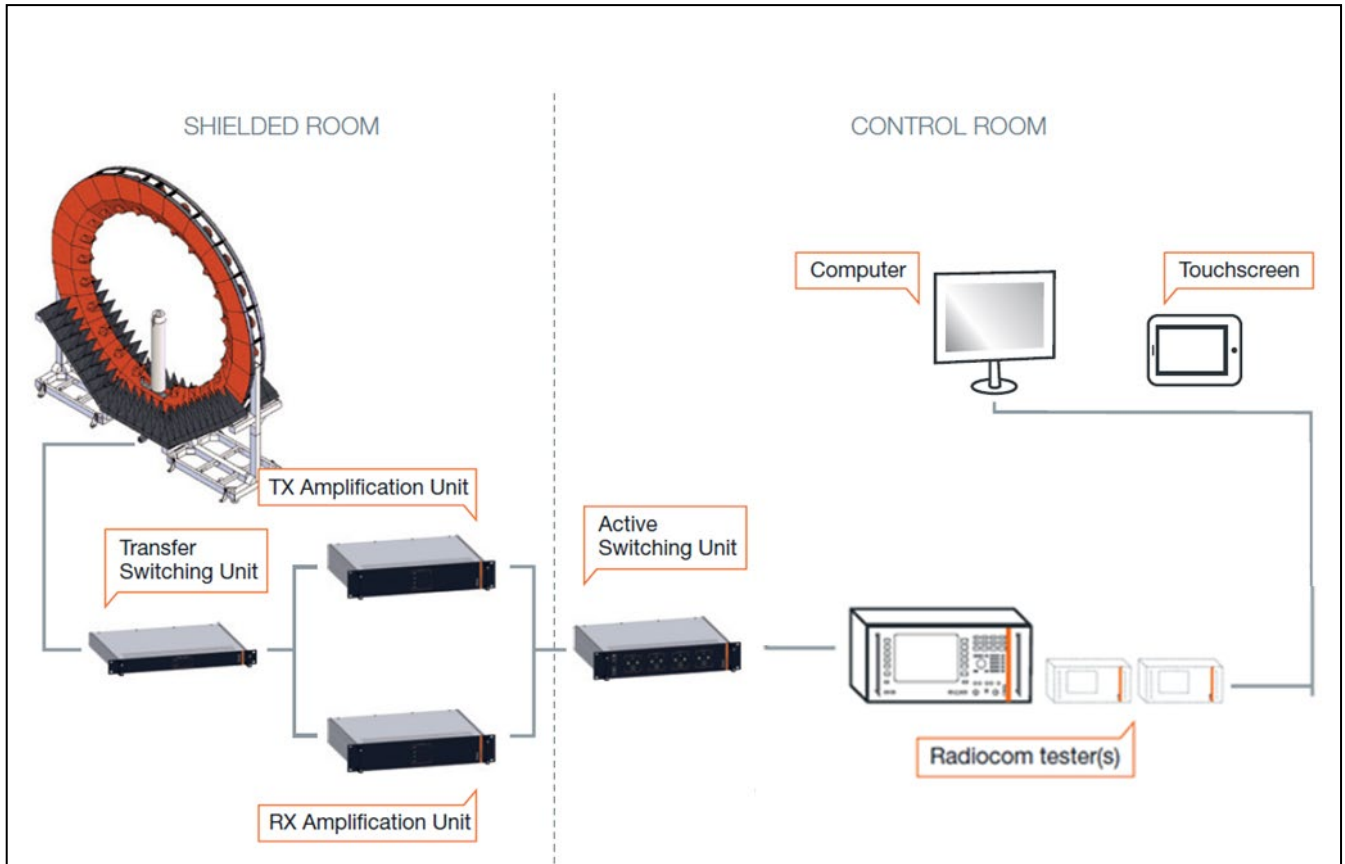 SHIELDED ROOM
CONTROL ROOM
Computer
Touchscreen
TX Amplification Unit
Transfer
Switching Unit
Active
Switching Unit
Radiocom tester(s)
RX Amplification Unit